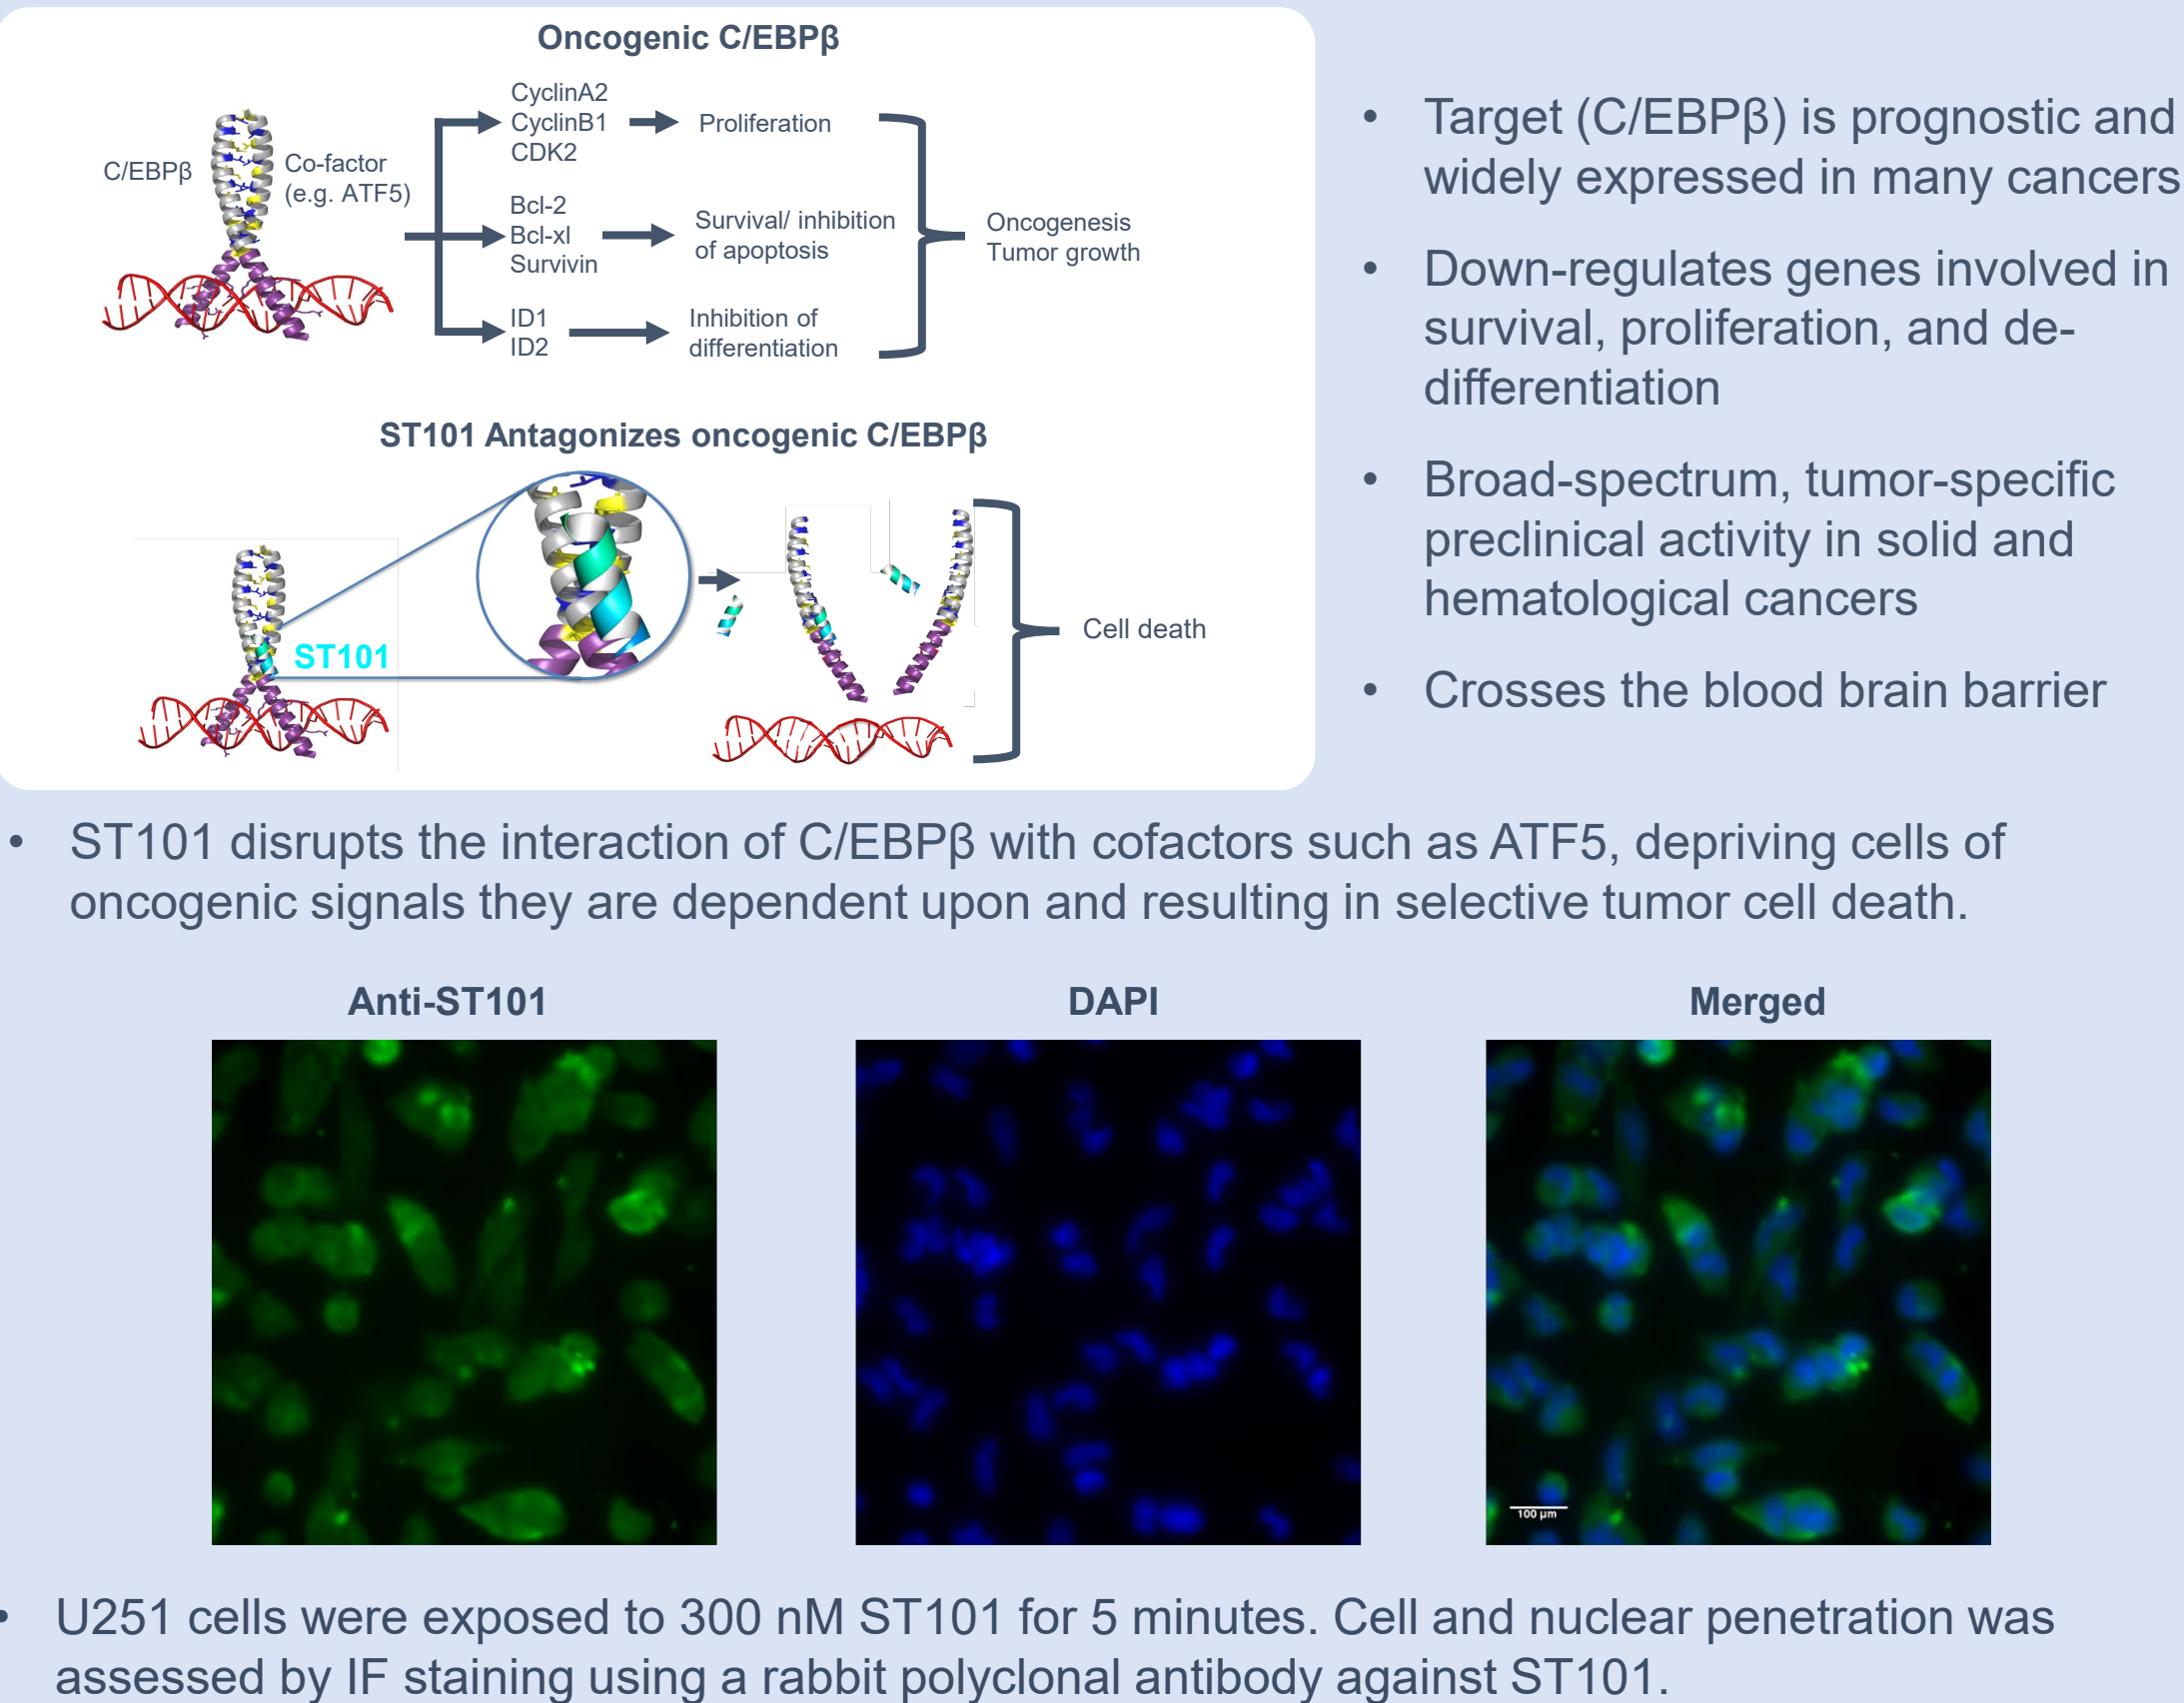 Oncogenic C/EBPβ
C/EBPβ
Co-factor
(e.g. ATF5)
CyclinA2
CyclinB1
CDK2
Proliferation
Bcl-2
Bcl-xl
Survivin
Survival/ inhibition
of apoptosis
ID1
ID2
Inhibition of
differentiation
Oncogenesis
Tumor growth
ST101 Antagonizes oncogenic C/EBPβ
ST101
Cell death
• Target (C/EBPβ) is prognostic and
widely expressed in many cancers
• Down-regulates genes involved in
survival, proliferation, and de-
differentiation
• Broad-spectrum, tumor-specific
preclinical activity in solid and
hematological cancers
• Crosses the blood brain barrier
• ST101 disrupts the interaction of C/EBPβ with cofactors such as ATF5, depriving cells of
oncogenic signals they are dependent upon and resulting in selective tumor cell death.
Anti-ST101
DAPI
Merged
100 µm
• U251 cells were exposed to 300 nM ST101 for 5 minutes. Cell and nuclear penetration was
assessed by IF staining using a rabbit polyclonal antibody against ST101.